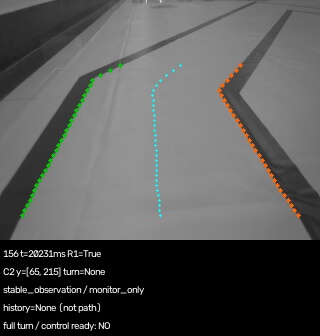 156 t=20231ms R1=True
C2 y=[65, 215] turn=None
stable_observation / monitor_only
history=None (not path)
full turn / control ready: NO